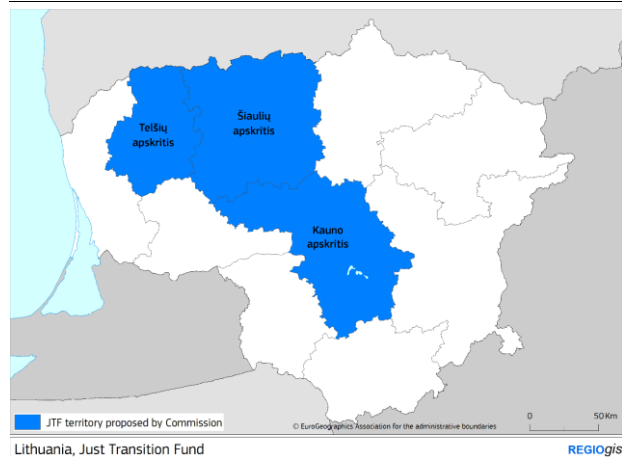 Telšių
apskritis
Šiaulių
apskritis
Kauno
apskritis
JTF territory proposed by Commission
© EuroGeographics Association for the administrative boundaries
0 50 Km
Lithuania, Just Transition Fund
REGIOgis